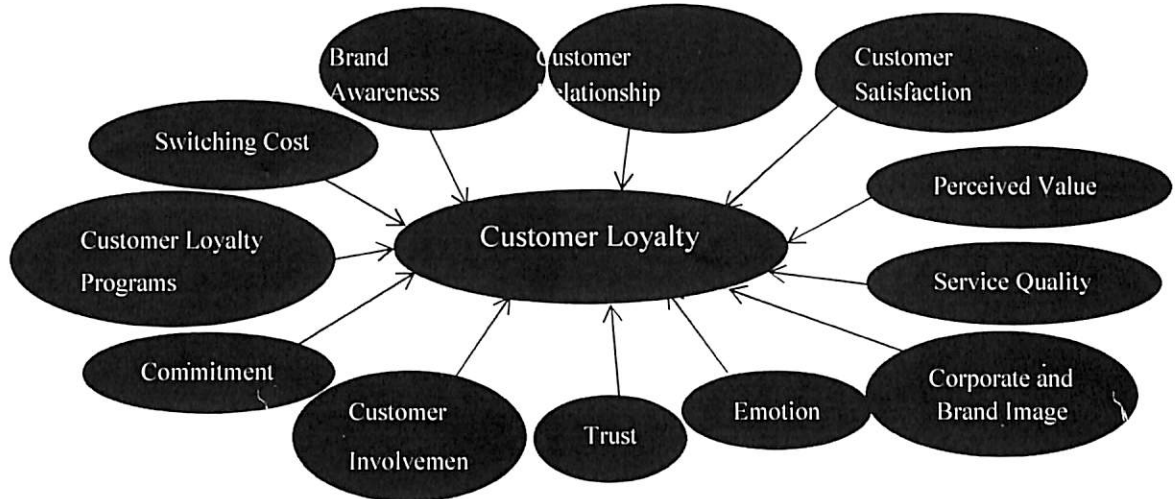 Brand
Awareness
Customer
Relationship
Customer
Satisfaction
Switching Cost
Perceived Value
Customer Loyalty
Customer Loyalty
Programs
Service Quality
Commitment
Corporate and
Brand Image
Customer
Involvemen
Trust
Emotion